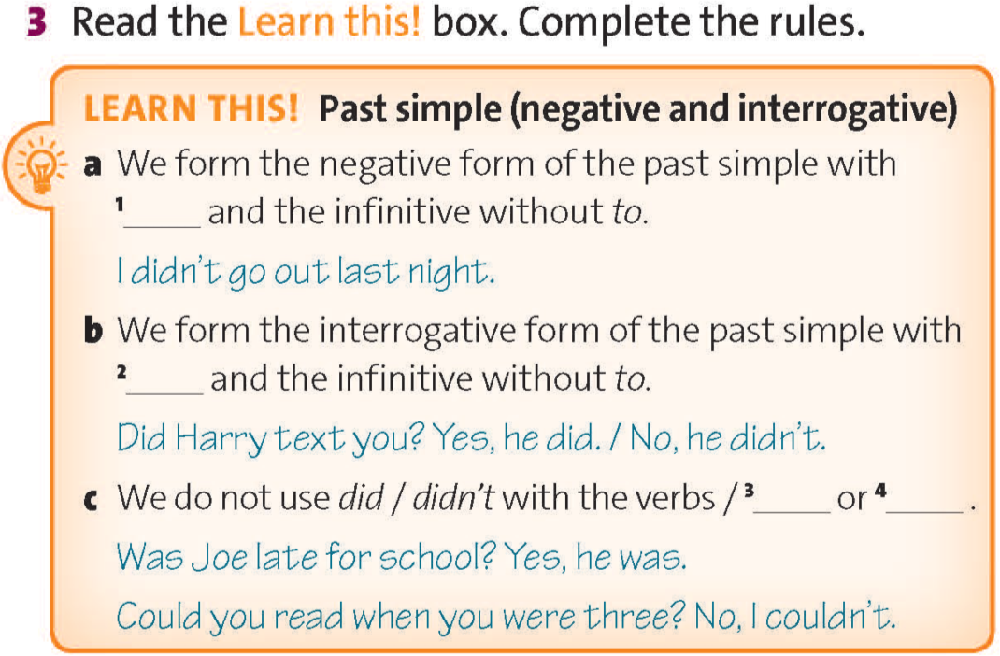 3 Read the Learn this! box. Complete the rules.
LEARN THIS! Past simple (negative and interrogative)
a We form the negative form of the past simple with
1_____ and the infinitive without to.
I didn't go out last night.
b We form the interrogative form of the past simple with
2_____ and the infinitive without to.
Did Harry text you? Yes, he did. / No, he didn't.
c We do not use did / didn't with the verbs / 3_____ or 4_____ .
Was Joe late for school? Yes, he was.
Could you read when you were three? No, I couldn't.